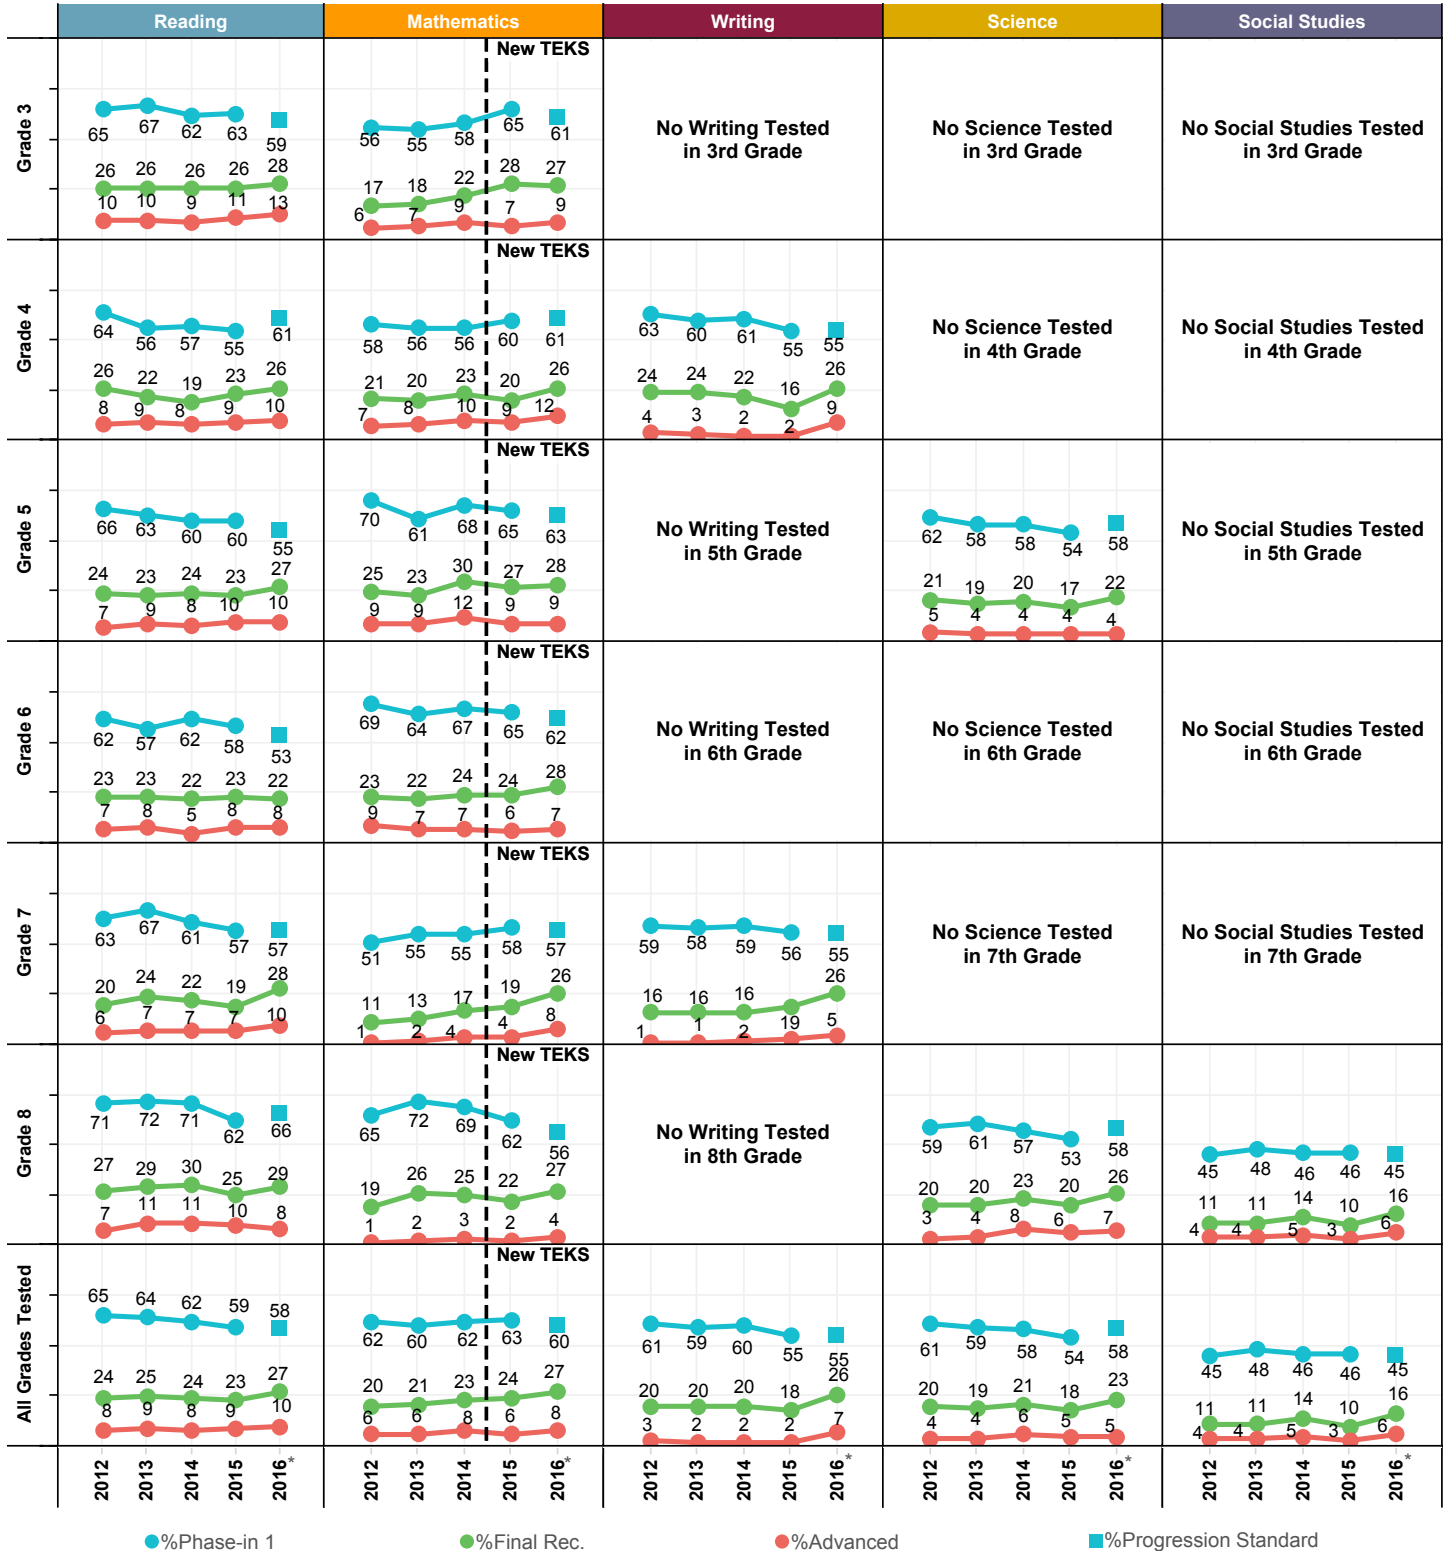 Reading Mathematics Writing Science Social Studies
Grade 3
New TEKS
65 67 62 63 59
26 26 26 26 28
10 10 9 11 13
56 55 58 65 61
17 18 22 28 27
6 7 9 7 9
No Writing Tested
in 3rd Grade
No Science Tested
in 3rd Grade
No Social Studies Tested
in 3rd Grade
Grade 4
New TEKS
64 56 57 55 61
26 22 19 23 26
8 9 8 9 10
58 56 56 60 61
21 20 23 20 26
7 8 10 9 12
63 60 61 55 55
24 24 22 16 26
4 3 2 2 9
No Science Tested
in 4th Grade
No Social Studies Tested
in 4th Grade
Grade 5
New TEKS
66 63 60 60 55
24 23 24 23 27
7 9 8 10 10
70 61 68 65 63
25 23 30 27 28
9 9 12 9 9
No Writing Tested
in 5th Grade
62 58 58 54 58
21 19 20 17 22
5 4 4 4 4
No Social Studies Tested
in 5th Grade
Grade 6
New TEKS
62 57 62 58 53
23 23 22 23 22
7 8 5 8 8
69 64 67 65 62
23 22 24 24 28
9 7 7 6 7
No Writing Tested
in 6th Grade
No Science Tested
in 6th Grade
No Social Studies Tested
in 6th Grade
Grade 7
New TEKS
63 67 61 57 57
20 24 22 19 28
6 7 7 7 10
51 55 55 58 57
11 13 17 19 26
1 2 4 4 8
59 58 59 56 55
16 16 16 19 26
1 1 2 5
No Science Tested
in 7th Grade
No Social Studies Tested
in 7th Grade
Grade 8
New TEKS
71 72 71 62 66
27 29 30 25 29
7 11 11 10 8
65 72 69 62 56
19 26 25 22 27
1 2 3 2 4
No Writing Tested
in 8th Grade
59 61 57 53 58
20 20 23 20 26
3 4 8 6 7
45 48 46 46 45
11 11 14 10 16
4 4 5 3 6
All Grades Tested
New TEKS
65 64 62 59 58
24 25 24 23 27
8 9 8 9 10
62 60 62 63 60
20 21 23 24 27
6 6 8 6 8
61 59 60 55 55
20 20 20 18 26
3 2 2 2 7
61 59 58 54 58
20 19 21 18 23
4 4 6 5 5
45 48 46 46 45
11 11 14 10 16
4 4 5 3 6
2012 2013 2014 2015 2016* 2012 2013 2014 2015 2016 2012 2013 2014 2015 2016* 2012 2013 2014 2015 2016* 2012 2013 2014 2015 2016*
%Phase-in 1 %Final Rec. %Advanced %Progression Standard